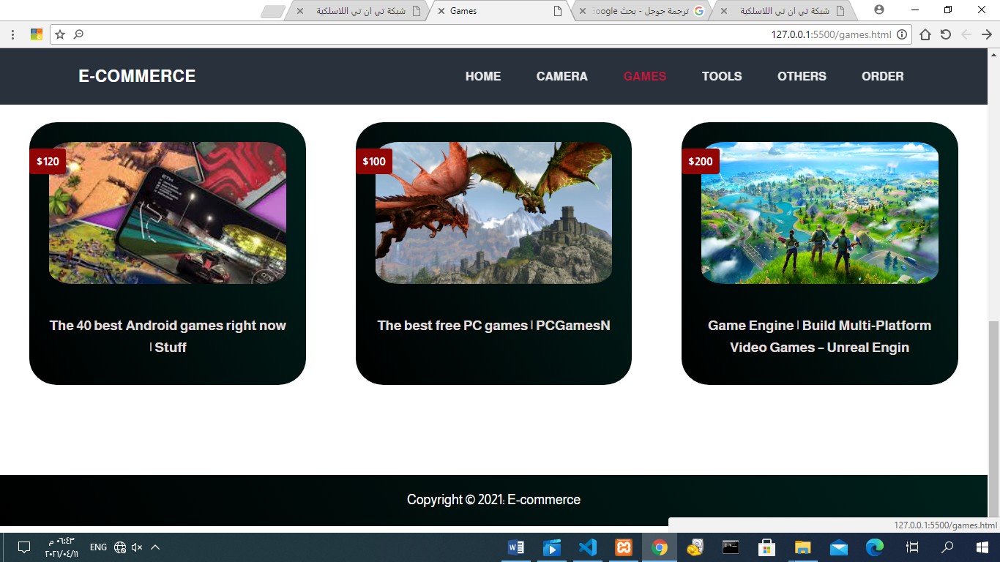 شبكة تي ان تي اللاسلكية
Games
ترجمة جوجل - بحث Google
شبكة تي ان تي اللاسلكية
127.0.0.1:5500/games.html
E-COMMERCE
HOME CAMERA GAMES TOOLS OTHERS ORDER
$120
$100
$200
The 40 best Android games right now
| Stuff
The best free PC games | PCGamesN
Game Engine | Build Multi-Platform
Video Games – Unreal Engin
Copyright © 2021: E-commerce
127.0.0.1:5500/games.html
ENG
٠٦:٤٣ م
٢٠٢١/٠٤/١١